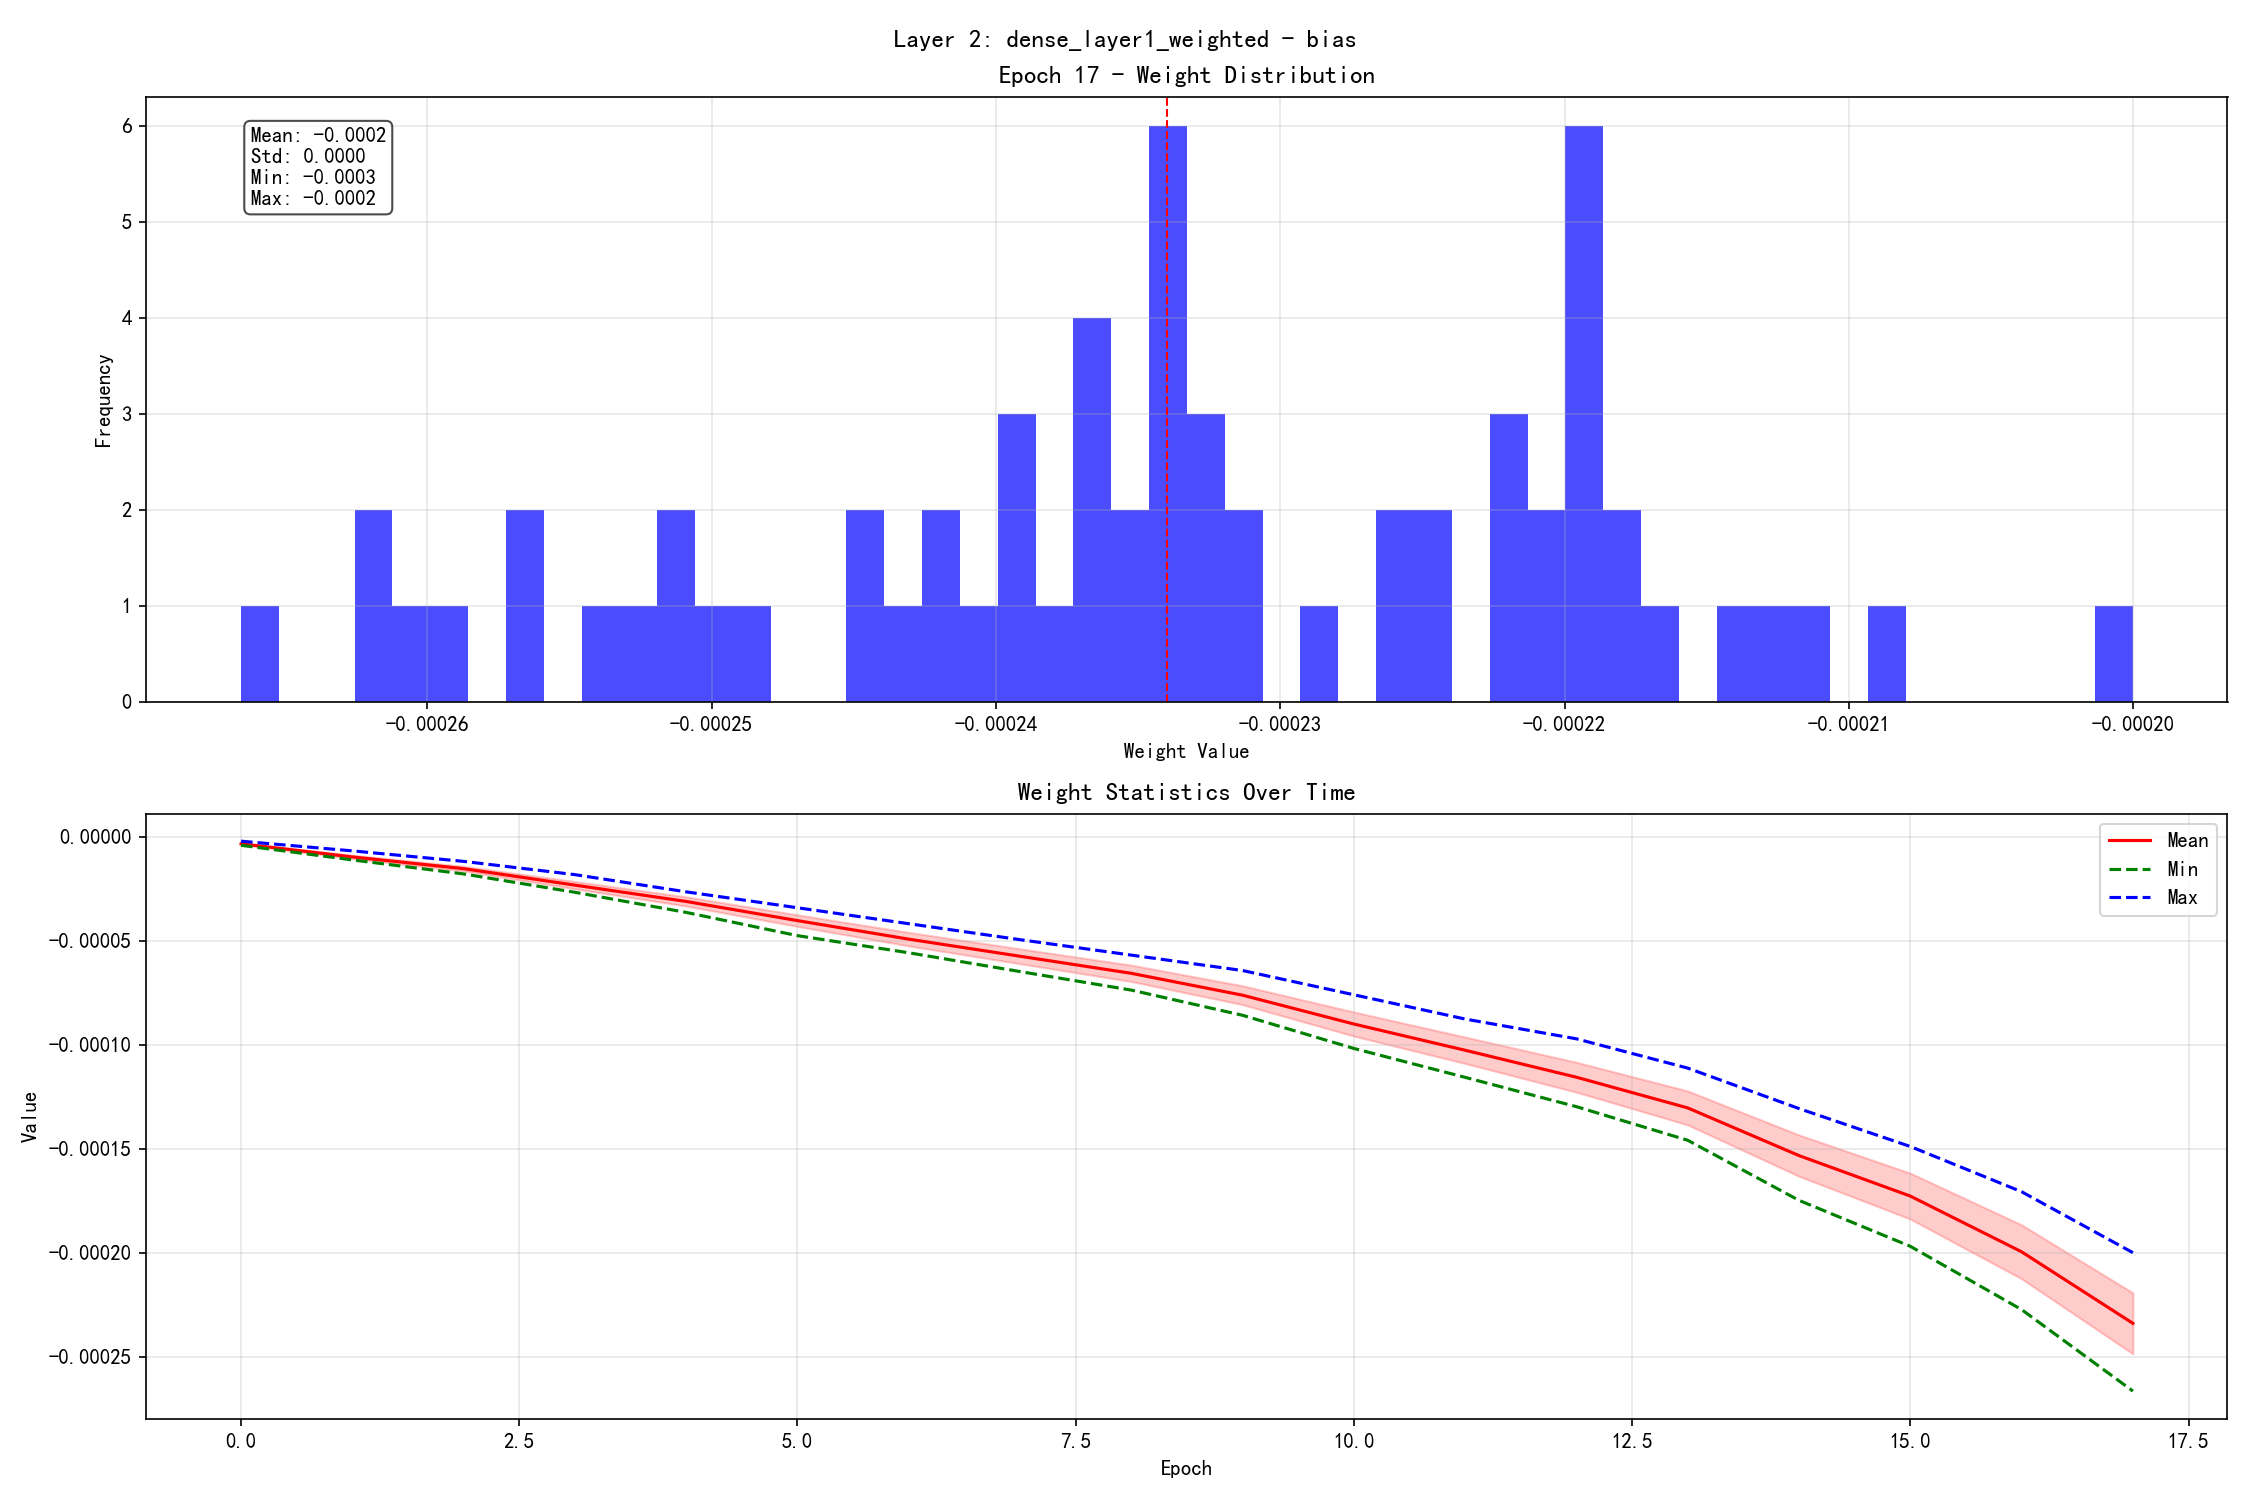 Layer 2: dense_layer1_weighted - bias
Epoch 17 - Weight Distribution
Mean: -0.0002
Std: 0.0000
Min: -0.0003
Max: -0.0002
6
5
4
3
2
1
0
Frequency
-0.00026
-0.00025
-0.00024
-0.00023
-0.00022
-0.00021
-0.00020
Weight Value
Weight Statistics Over Time
Mean
Min
Max
0.00000
-0.00005
-0.00010
-0.00015
-0.00020
-0.00025
Value
0.0
2.5
5.0
7.5
10.0
12.5
15.0
17.5
Epoch